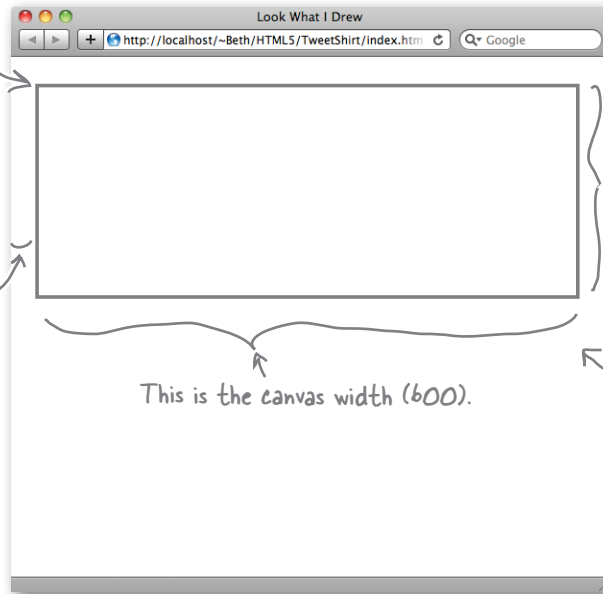 Look What I Drew
http://localhost/~Beth/HTML5/TweetShirt/index.htm
Google
This is the canvas width (600).